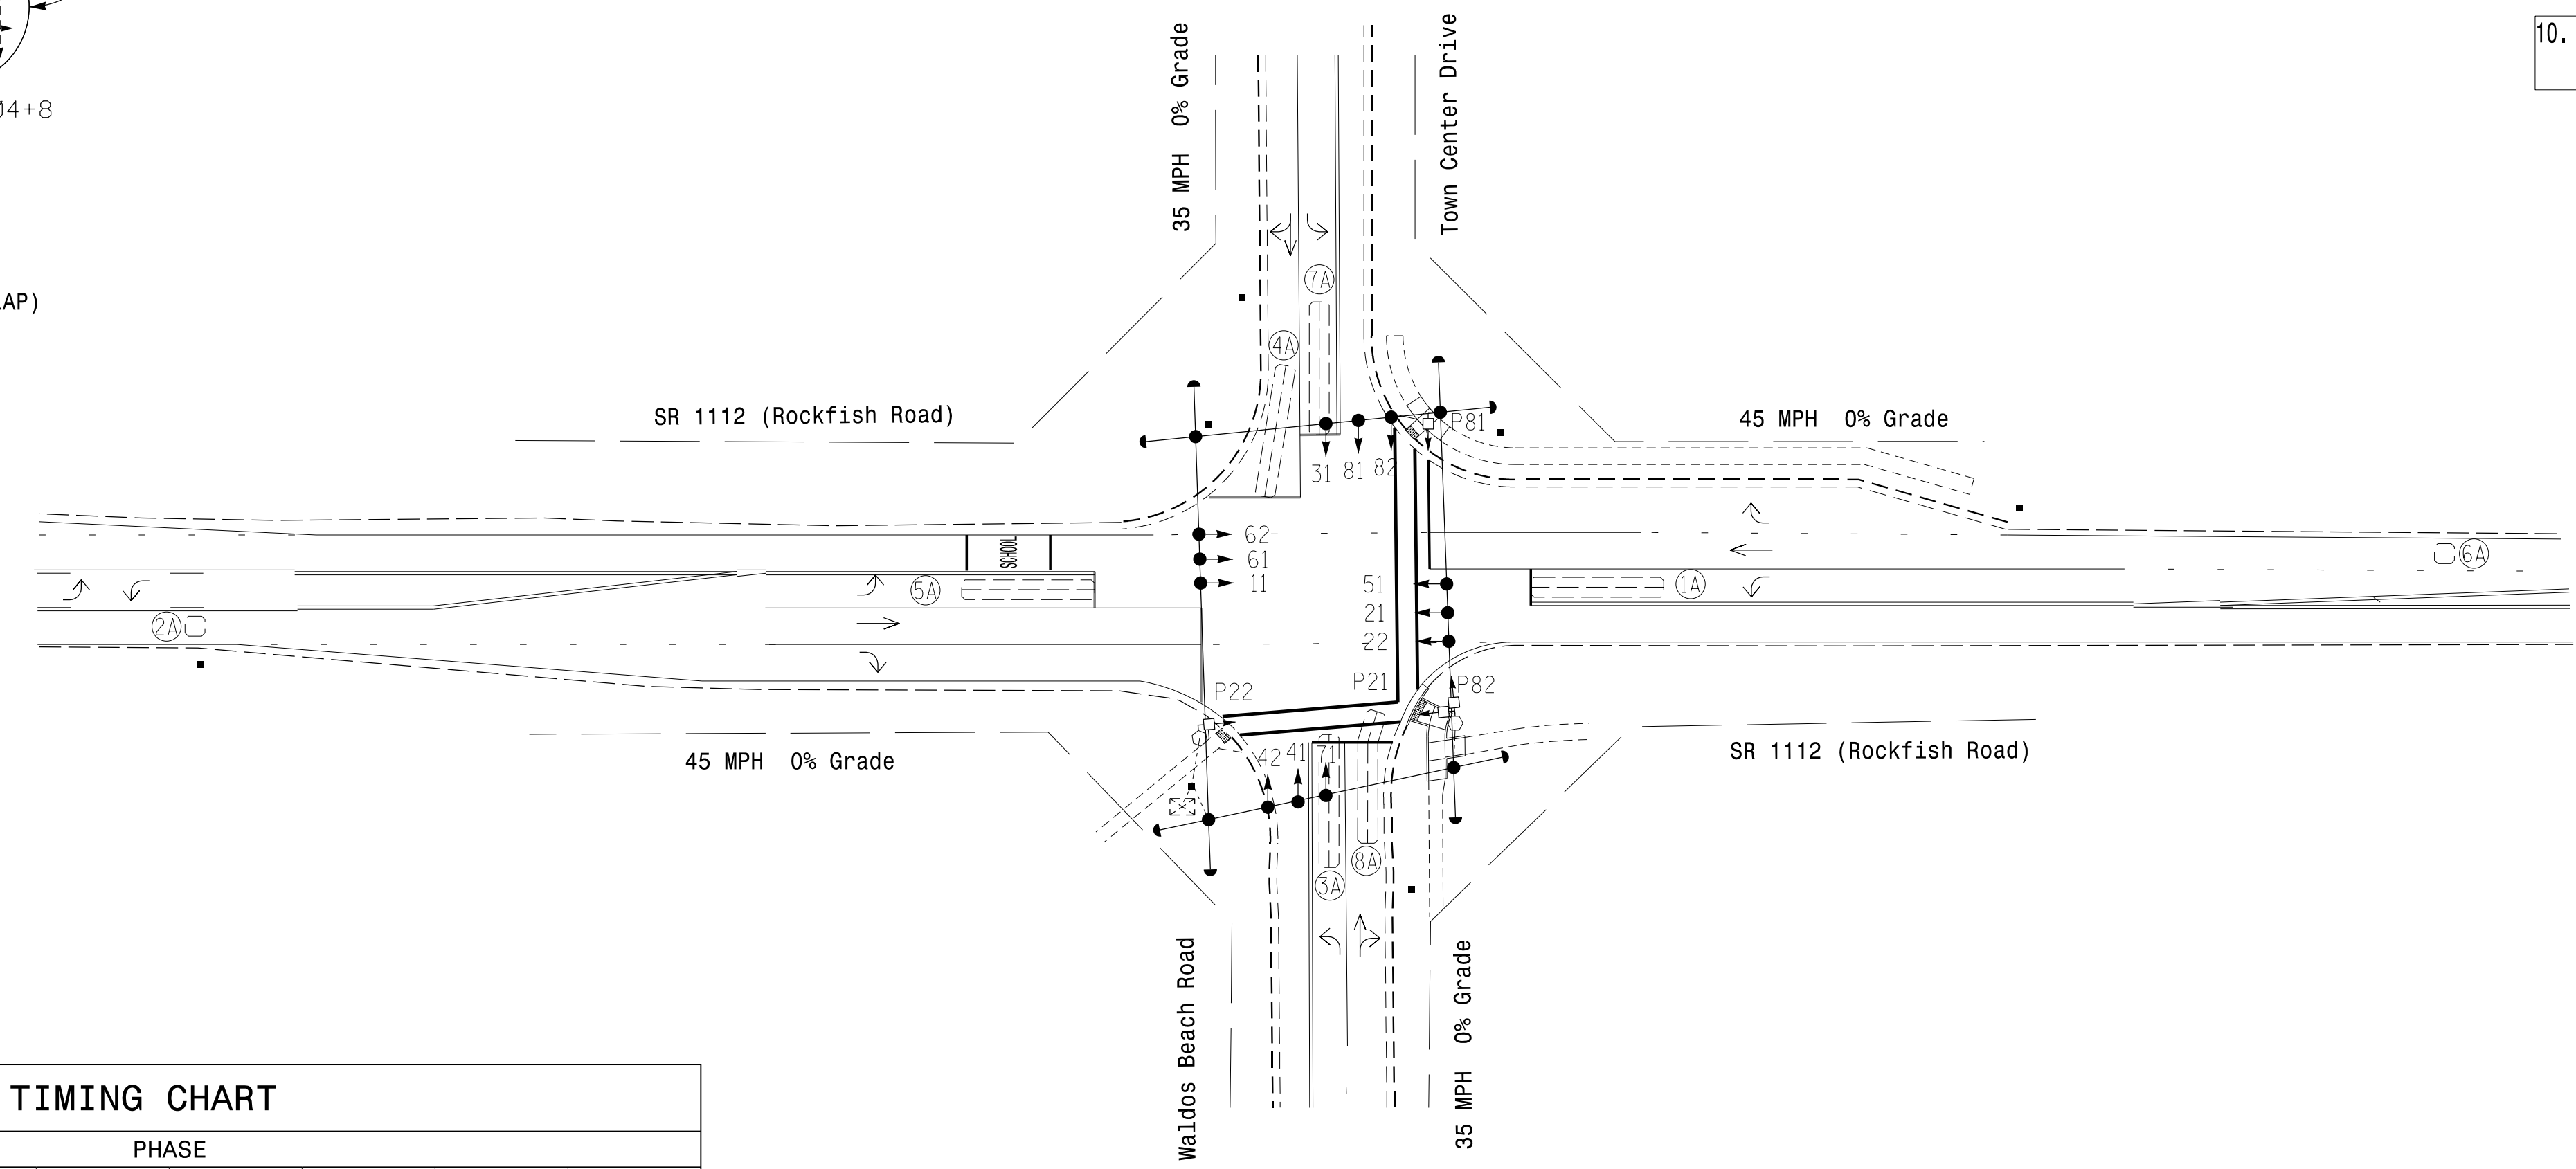 35 MPH 0% Grade
Town Center Drive
10.
04+8
AP)
7A
4A
SR 1112 (Rockfish Road)
45 MPH 0% Grade
P81
31
81
82
62
61
11
SCHOOL
5A
51
21
22
1A
6A
2A
P22
P21
P82
45 MPH 0% Grade
SR 1112 (Rockfish Road)
42
41
71
8A
3A
Waldos Beach Road
35 MPH 0% Grade
TIMING CHART
PHASE